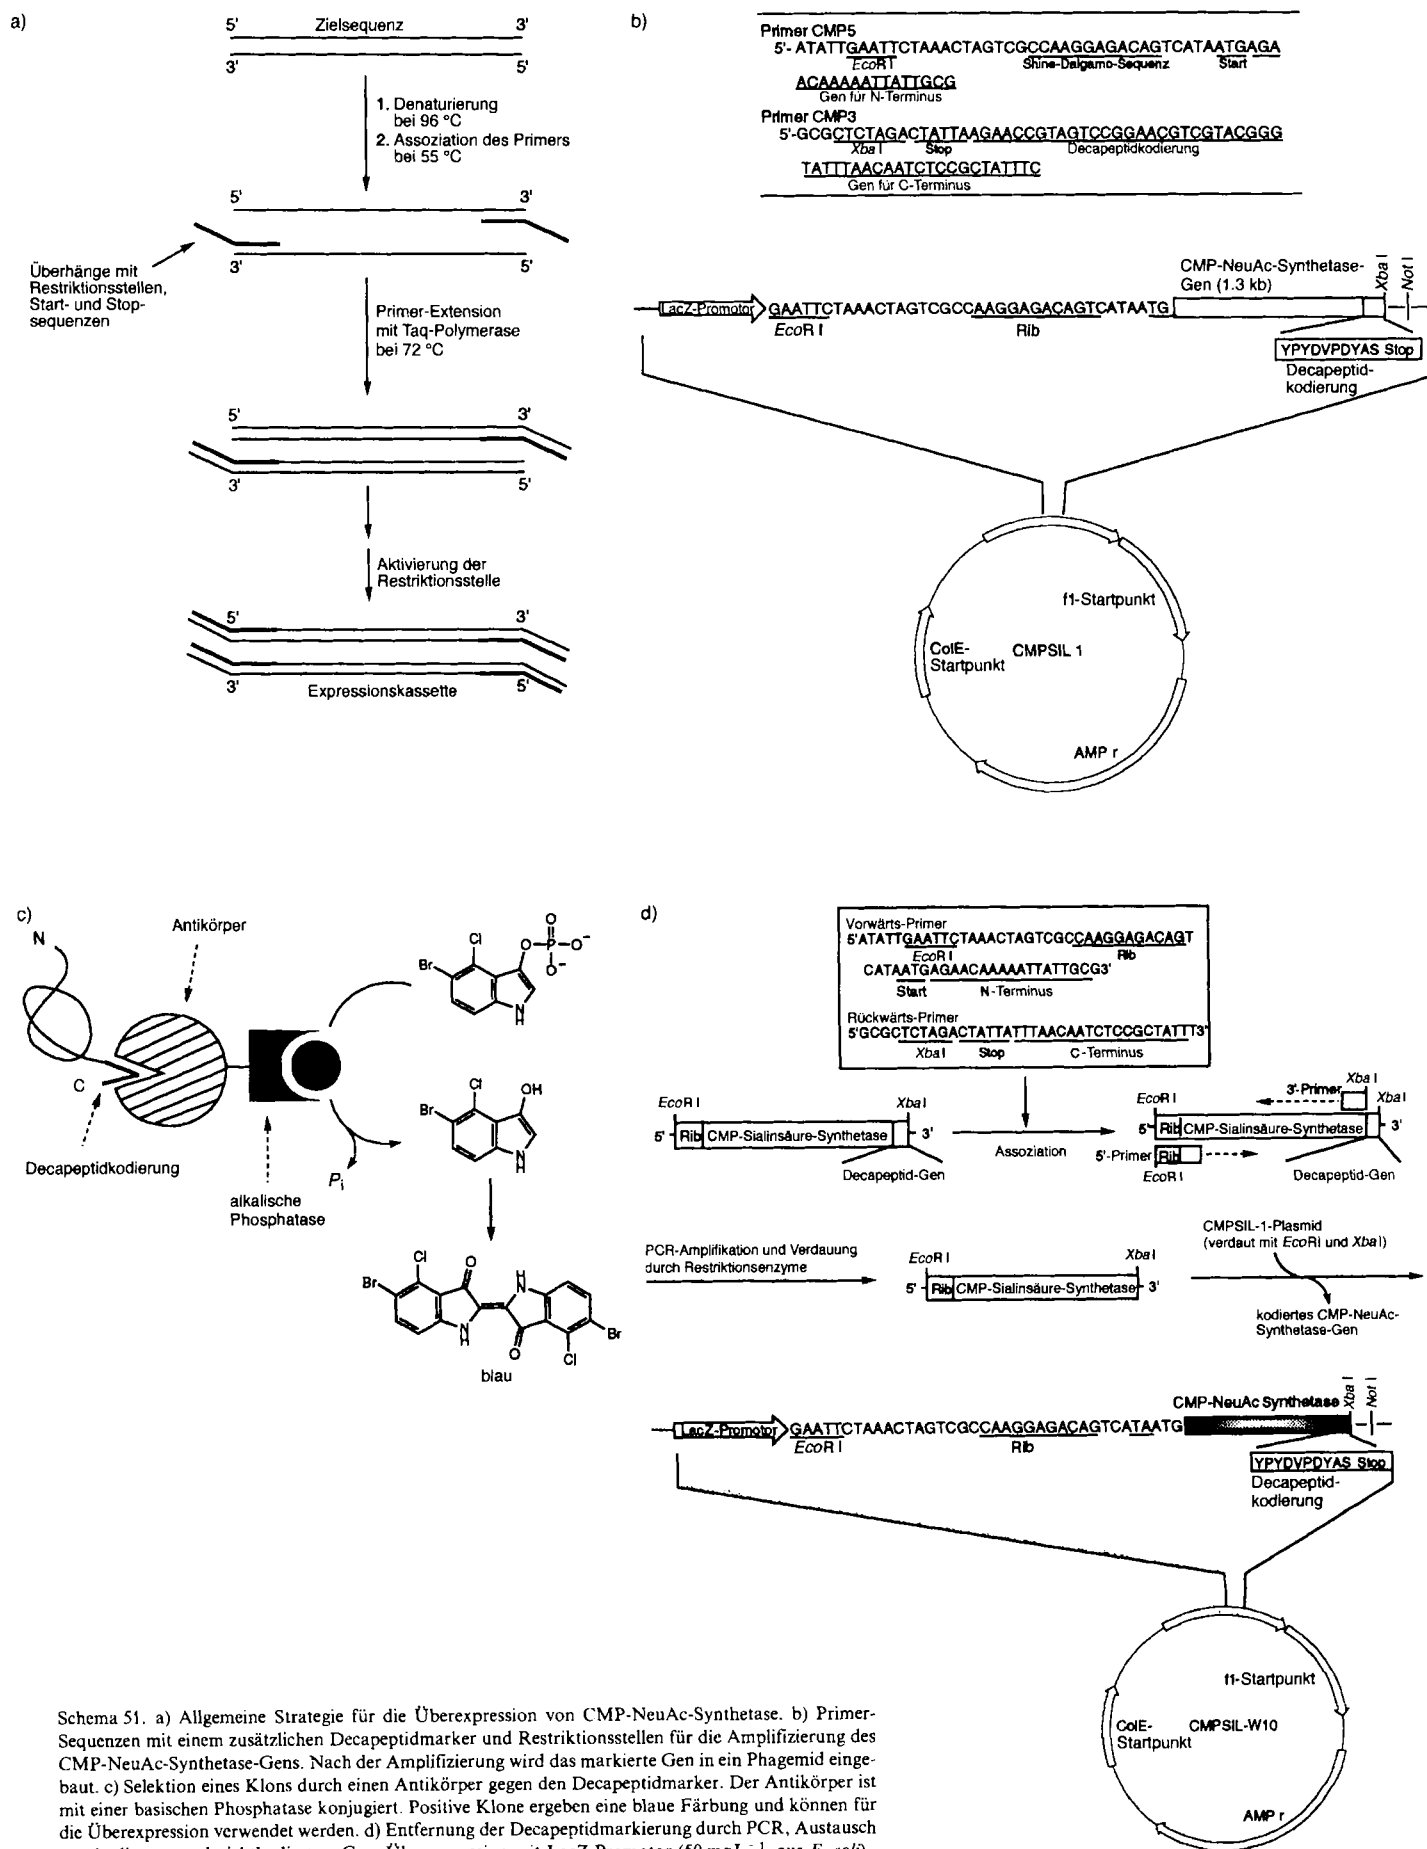 a)
5'
Zielsequenz
3'
3'
5'
1. Denaturierung
bei 96 °C
2. Assoziation des Primers
bei 55 °C
5'
3'
3'
5'
Überhänge mit
Restriktionsstellen,
Start- und Stop-
sequenzen
Primer-Extension
mit Taq-Polymerase
bei 72 °C
5'
3'
3'
5'
Aktivierung der
Restriktionsstelle
5'
3'
3'
5'
Expressionskassette
b)
Primer CMP5
5'- ATATTGAATTCTAAACTAGTCGCCAAGGAGACAGTCATAATGAGA
EcoRI
Shine-Dalgarno-Sequenz
Start
ACAAAAATTATTGCG
Gen für N-Terminus
Primer CMP3
5'-GCGCTCTAGACTATTAAGAACCGTAGTCCGGAACGTCGTACGGG
XbaI
Stop
Decapeptidkodierung
TATTTAACAATCTCCGCTATTTC
Gen für C-Terminus
CMP-NeuAc-Synthetase-
Gen (1.3 kb)
XbaI
NotI
LacZ-Promotor
GAATTCTAAACTAGTCGCCAAGGAGACAGTCATAATG
EcoRI
Rib
YPYDVPDYAS Stop
Decapeptid-
kodierung
f1-Startpunkt
ColE-
Startpunkt
CMPSIL 1
AMP r
c)
N
Antikörper
C
Decapeptidkodierung
alkalische
Phosphatase
Br
Cl
O
P
O
O−
O−
N
H
Pi
Br
Cl
OH
N
H
Br
Cl
O
H
N
N
H
O
Cl
Br
blau
d)
Vorwärts-Primer
5'ATATTGAATTCTAAACTAGTCGCCAAGGAGACAGT
EcoRI
Rib
CATAATGAGAACAAAAATTATTGCG3'
Start
N-Terminus
Rückwärts-Primer
5'GCGCTCTAGACTATTATTTAACAATCTCCGCTATTT3'
XbaI
Stop
C-Terminus
EcoRI
XbaI
5'
Rib
CMP-Sialinsäure-Synthetase
3'
Decapeptid-Gen
Assoziation
3'-Primer
XbaI
EcoRI
XbaI
5'
Rib
CMP-Sialinsäure-Synthetase
3'
5'-Primer
Rib
EcoRI
Decapeptid-Gen
PCR-Amplifikation und Verdauung
durch Restriktionsenzyme
EcoRI
XbaI
5'
Rib
CMP-Sialinsäure-Synthetase
3'
CMPSIL-1-Plasmid
(verdaut mit EcoRI und XbaI)
kodiertes CMP-NeuAc-
Synthetase-Gen
CMP-NeuAc Synthetase
XbaI
NotI
LacZ-Promotor
GAATTCTAAACTAGTCGCCAAGGAGACAGTCATAATG
EcoRI
Rib
YPYDVPDYAS Stop
Decapeptid-
kodierung
f1-Startpunkt
ColE-
Startpunkt
CMPSIL-W10
AMP r
Schema 51. a) Allgemeine Strategie für die Überexpression von CMP-NeuAc-Synthetase. b) Primer-
Sequenzen mit einem zusätzlichen Decapeptidmarker und Restriktionsstellen für die Amplifizierung des
CMP-NeuAc-Synthetase-Gens. Nach der Amplifizierung wird das markierte Gen in ein Phagemid einge-
baut. c) Selektion eines Klons durch einen Antikörper gegen den Decapeptidmarker. Der Antikörper ist
mit einer basischen Phosphatase konjugiert. Positive Klone ergeben eine blaue Färbung und können für
die Überexpression verwendet werden. d) Entfernung der Decapeptidmarkierung durch PCR, Austausch